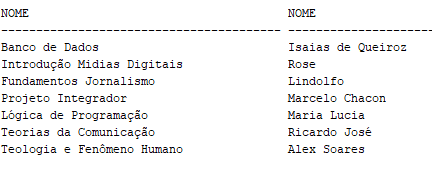 NOME NOME
---------------------------------------- --------------------
Banco de Dados Isaias de Queiroz
Introdução Midias Digitais Rose
Fundamentos Jornalismo Lindolfo
Projeto Integrador Marcelo Chacon
Lógica de Programação Maria Lucia
Teorias da Comunicação Ricardo José
Teologia e Fenômeno Humano Alex Soares